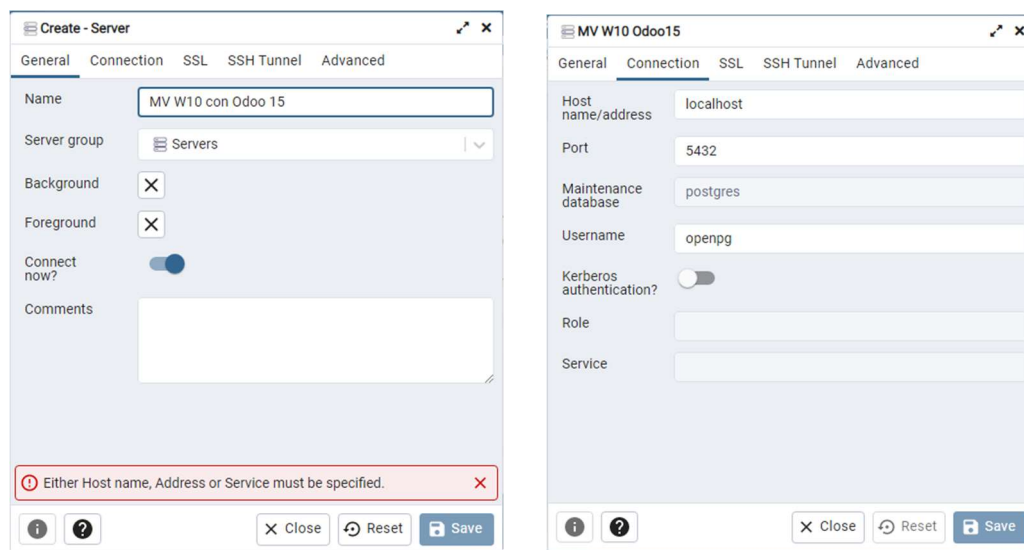 Create - Server
General Connection SSL SSH Tunnel Advanced
Name MV W10 con Odoo 15
Server group Servers
Background
Foreground
Connect
now?
Comments
Either Host name, Address or Service must be specified.
Close Reset Save
MV W10 Odoo15
General Connection SSL SSH Tunnel Advanced
Host
name/address
localhost
Port 5432
Maintenance
database
postgres
Username openpg
Kerberos
authentication?
Role
Service
Close Reset Save